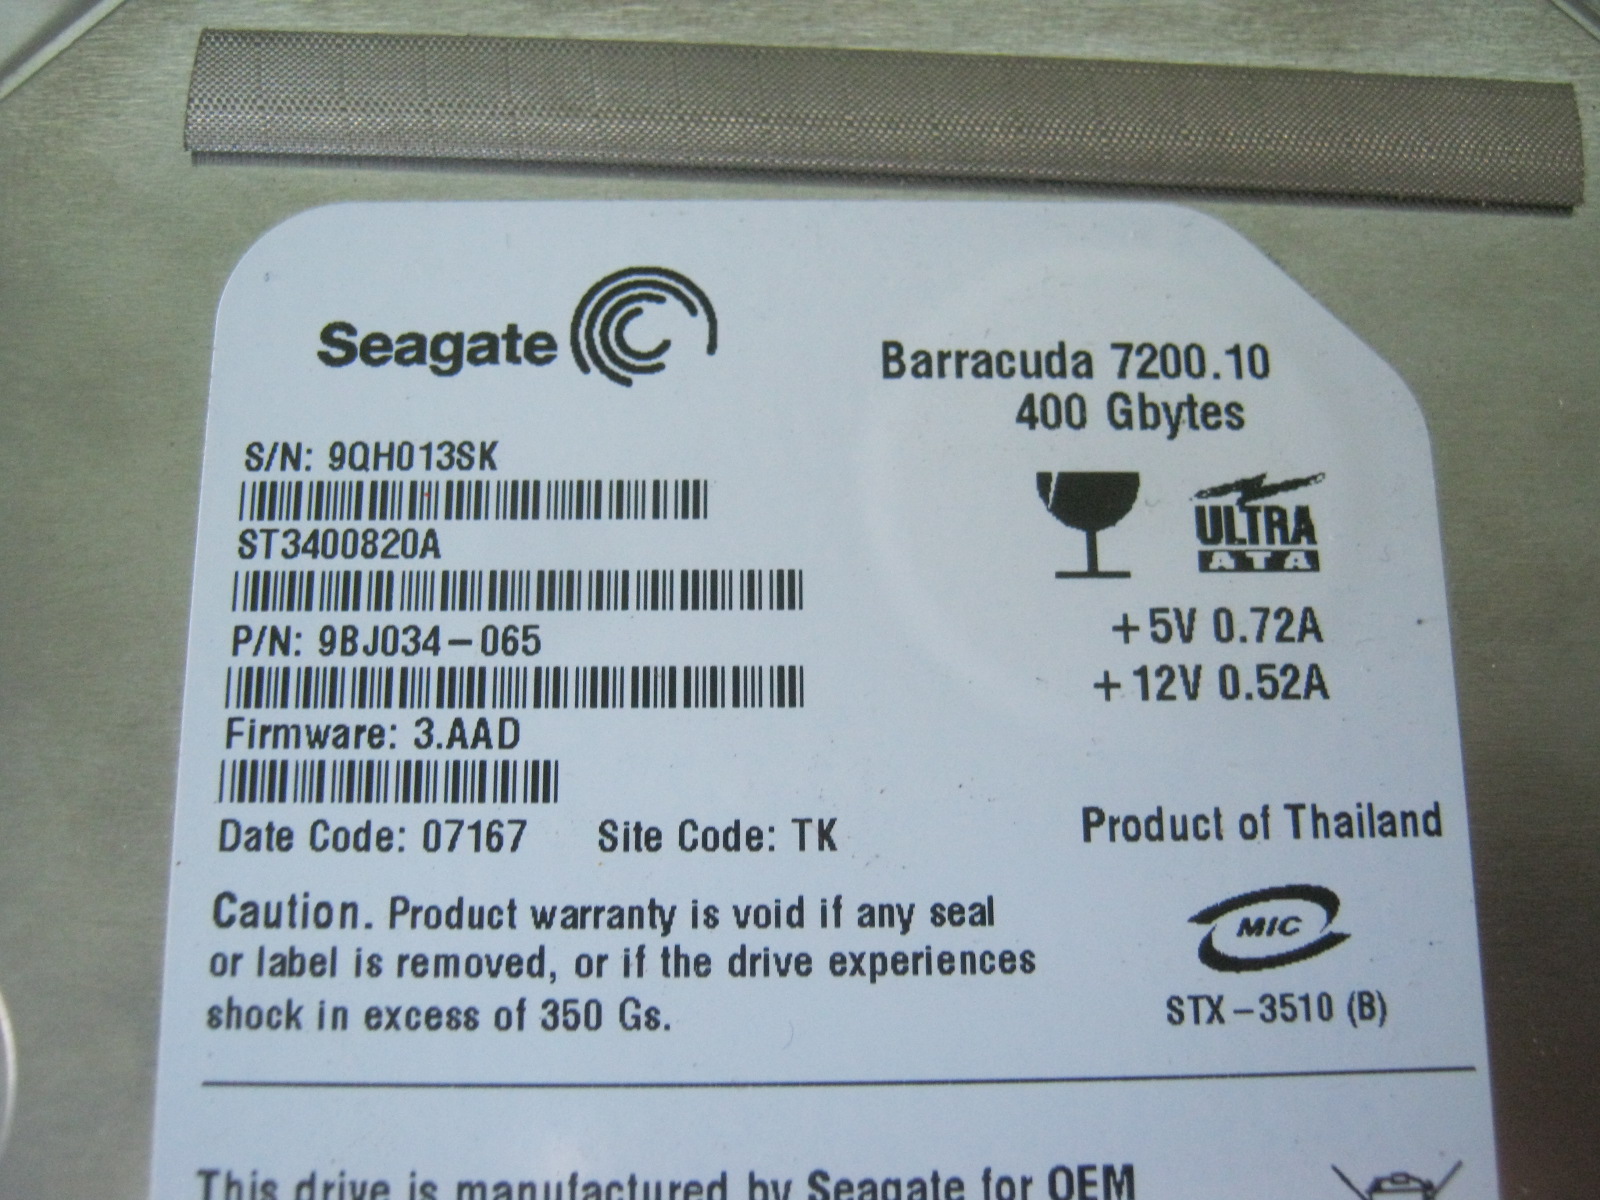 Seagate
Barracuda 7200.10
400 Gbytes
S/N: 9QH013SK
ST3400820A
ULTRA
ATA
P/N: 9BJ034-065
+5V 0.72A
+12V 0.52A
Firmware: 3.AAD
Date Code: 07167 Site Code: TK
Product of Thailand
Caution. Product warranty is void if any seal
or label is removed, or if the drive experiences
shock in excess of 350 Gs.
MIC
STX-3510 (B)
This drive is manufactured by Seagate for OEM